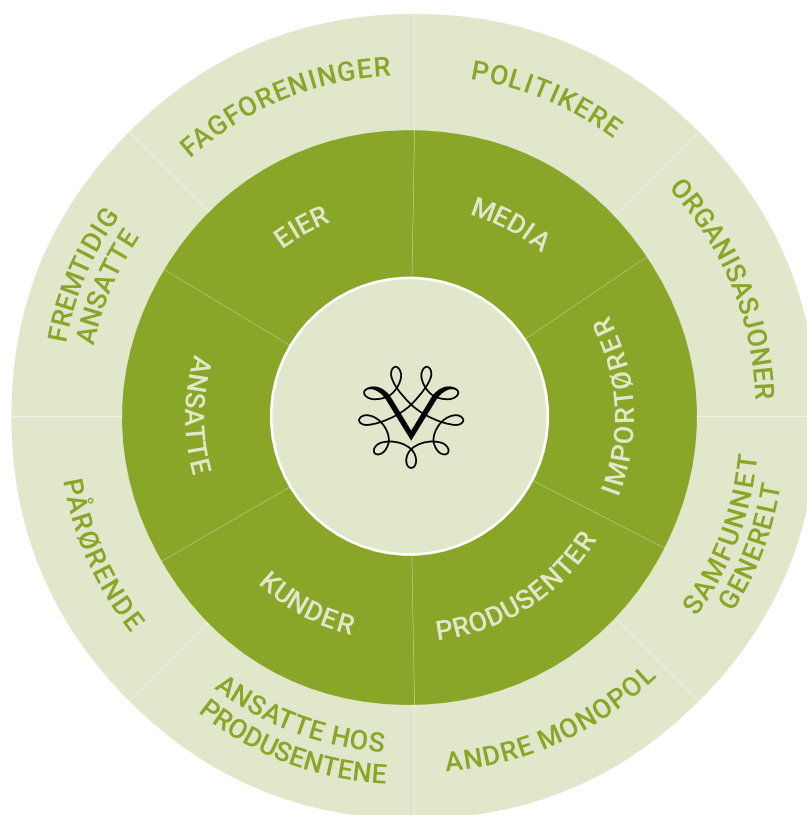 FAGFORENINGER
POLITIKERE
ORGANISASJONER
SAMFUNNET
GENERELT
ANDRE MONOPOL
ANSATTE HOS
PRODUSENTENE
PÅRØRENDE
FREMTIDIG
ANSATTE
EIER
MEDIA
IMPORTØRER
PRODUSENTER
KUNDER
ANSATTE
V